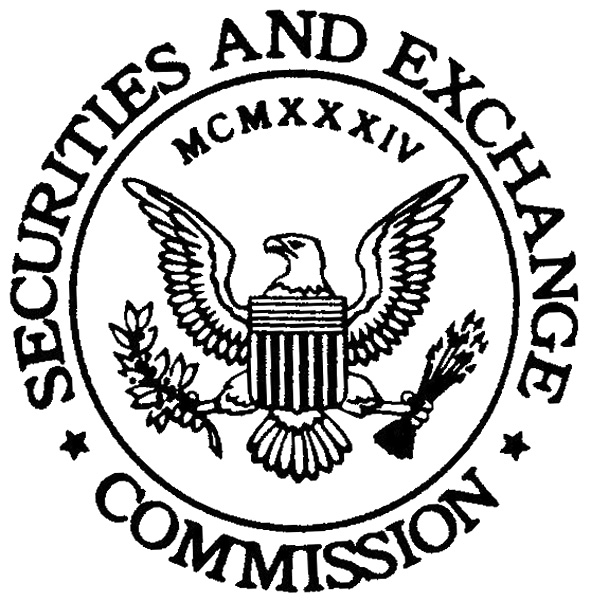 SECURITIES AND EXCHANGE
MCMXXXIV
COMMISSION